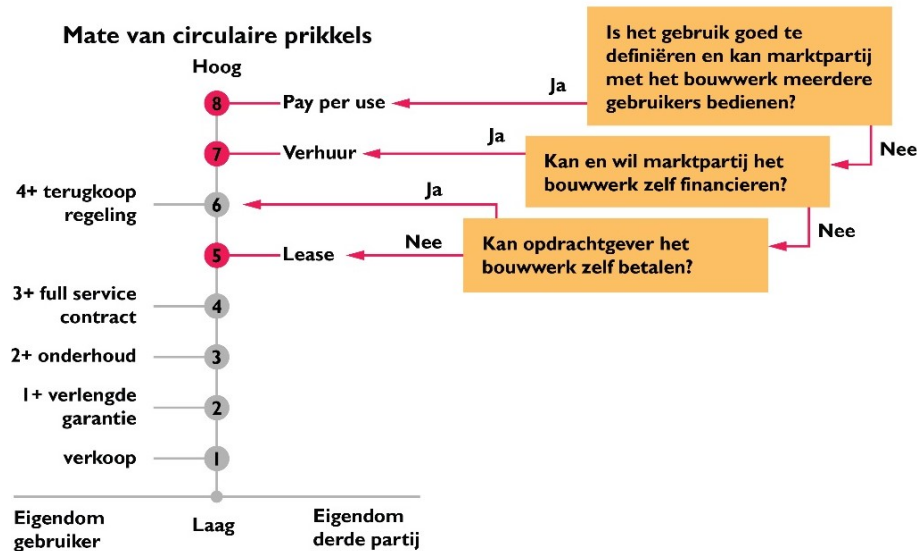 Mate van circulaire prikkels
Hoog
Is het gebruik goed te
definiëren en kan marktpartij
met het bouwwerk meerdere
gebruikers bedienen?
Ja
8
Pay per use
Nee
Ja
7
Verhuur
Kan en wil marktpartij het
bouwwerk zelf financieren?
4+ terugkoop
regeling
6
Ja
Nee
Kan opdrachtgever het
bouwwerk zelf betalen?
5
Lease
Nee
3+ full service
contract
4
2+ onderhoud
3
1+ verlengde
garantie
2
verkoop
1
Eigendom
gebruiker
Laag
Eigendom
derde partij